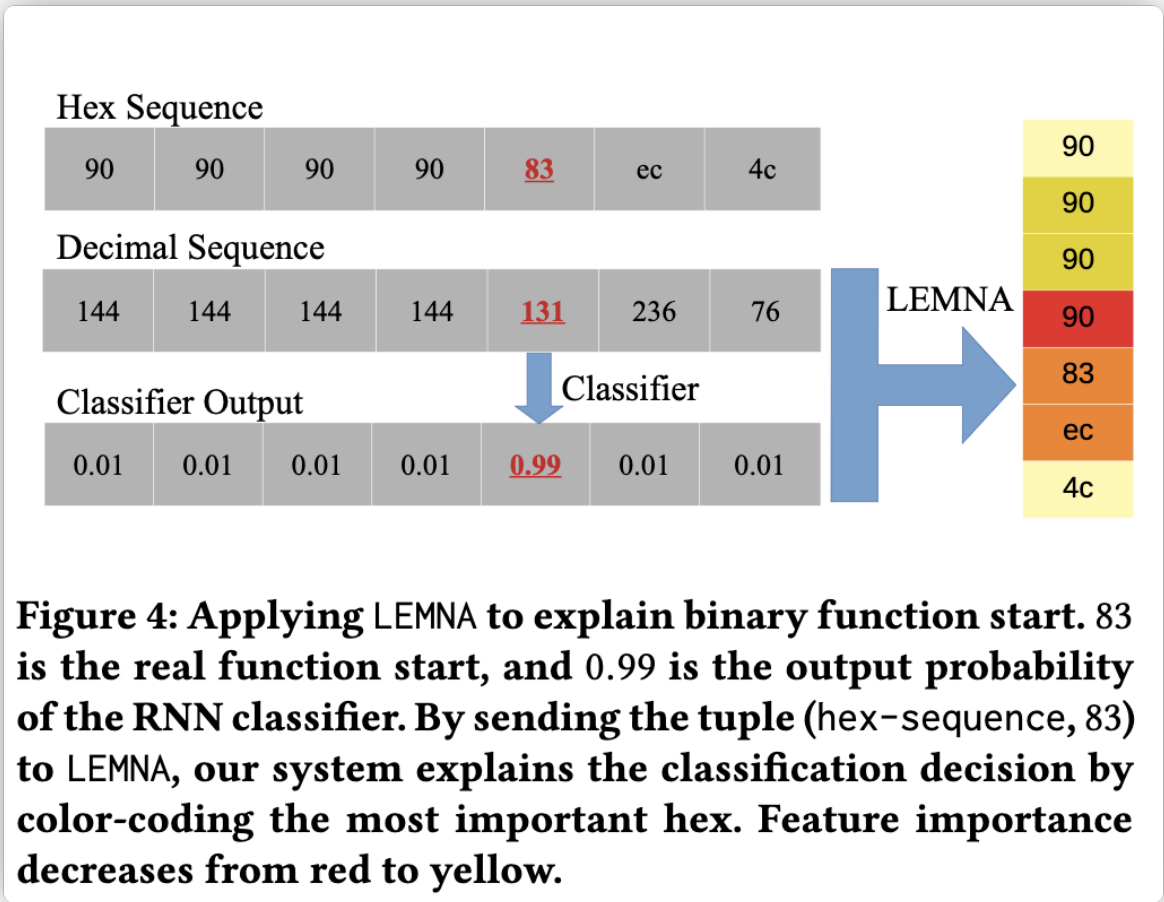 Hex Sequence
90 90 90 90 83 ec 4c
Decimal Sequence
144 144 144 144 131 236 76
Classifier
Classifier Output
0.01 0.01 0.01 0.01 0.99 0.01 0.01
LEMNA
90
90
90
90
83
ec
4c
Figure 4: Applying LEMNA to explain binary function start. 83
is the real function start, and 0.99 is the output probability
of the RNN classifier. By sending the tuple (hex-sequence, 83)
to LEMNA, our system explains the classification decision by
color-coding the most important hex. Feature importance
decreases from red to yellow.